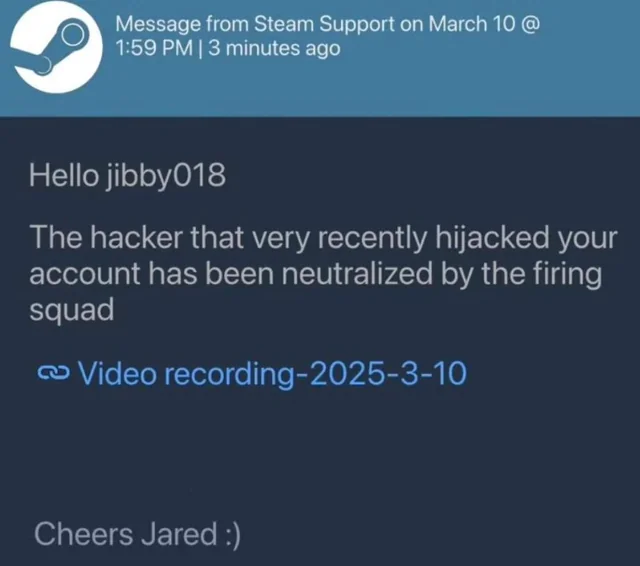 Message from Steam Support on March 10 @
1:59 PM | 3 minutes ago
Hello jibby018
The hacker that very recently hijacked your
account has been neutralized by the firing
squad
Video recording-2025-3-10
Cheers Jared :)